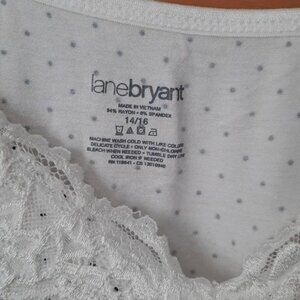 lanebryant
MADE IN VIETNAM
94% RAYON • 6% SPANDEX
14/16
MACHINE WASH COLD WITH LIKE COLORS
DELICATE CYCLE • ONLY NON-CHLORINE
BLEACH WHEN NEEDED • TUMBLE DRY LOW
COOL IRON IF NEEDED